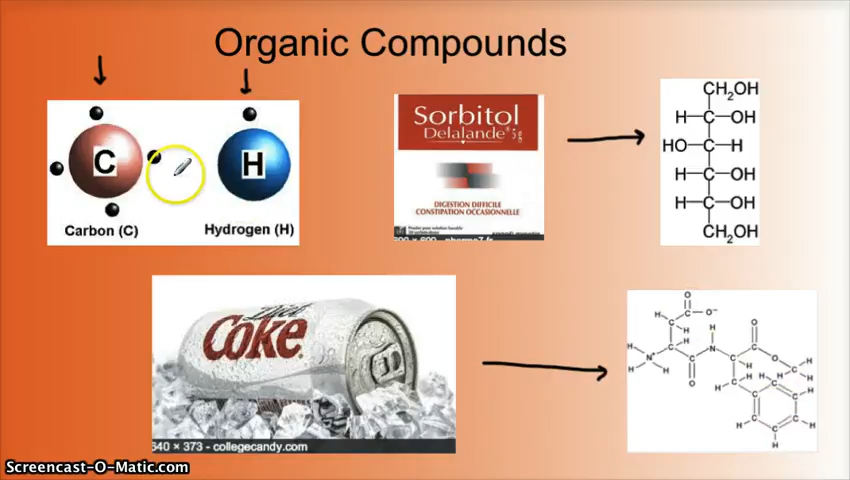 Organic Compounds
C
H
Carbon (C)
Hydrogen (H)
Sorbitol
Delalande® 5g
DIGESTION DIFFICILE
CONSTIPATION OCCASIONNELLE
CH2OH
H OH
HO H
H OH
H OH
CH2OH
Diet
Coke
640 × 373 - collegecandy.com
O
H C O−
H
H H
H N+ N
H H
O
H
O
O
H
H
H
H H
H H
H
H
H
Screencast-O-Matic.com